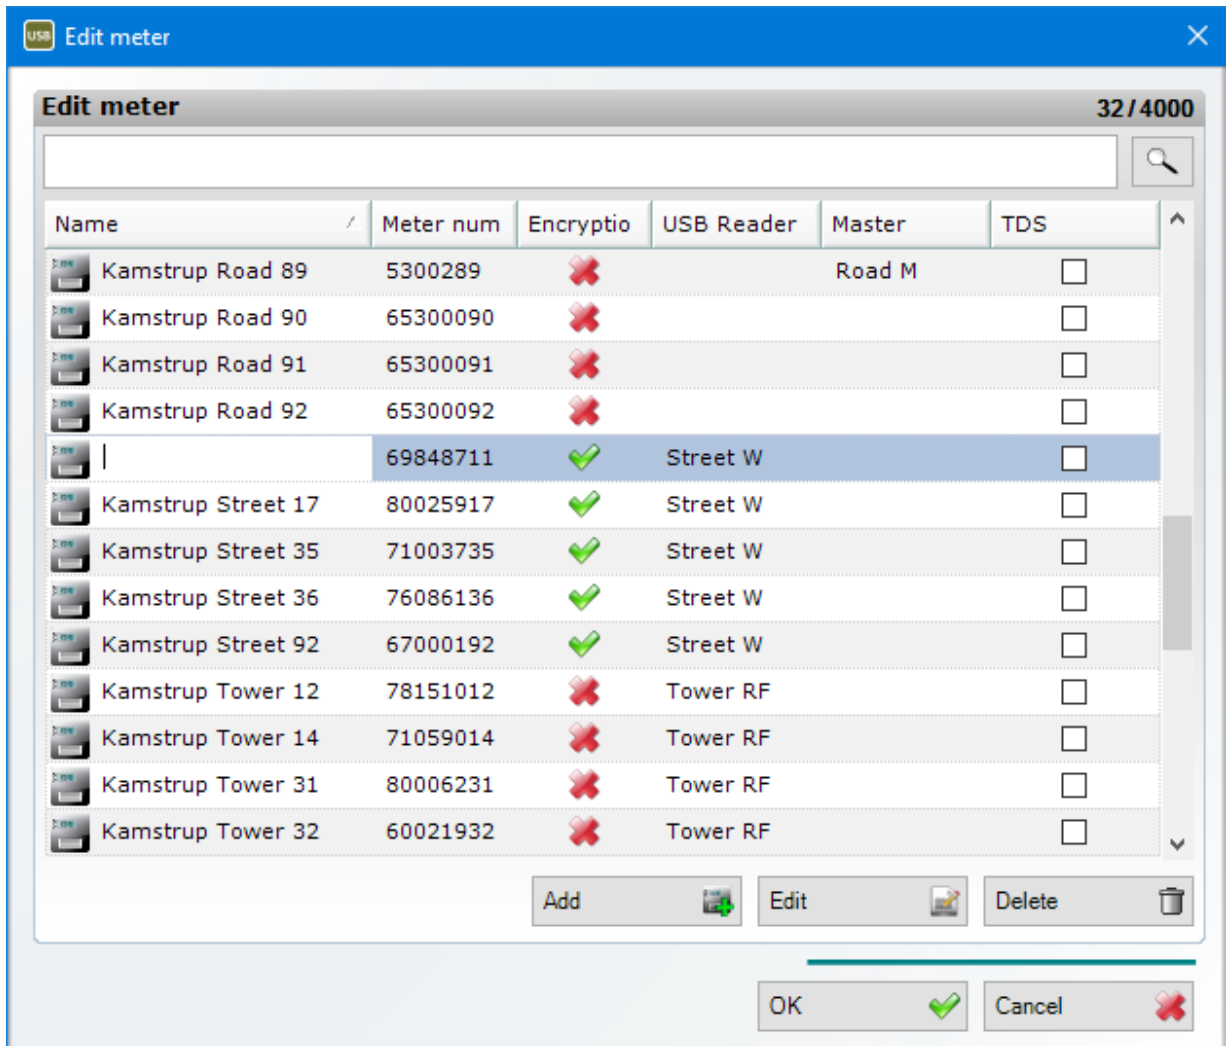 USB Edit meter
Edit meter 32/4000
Name Meter num Encryptio USB Reader Master TDS
Kamstrup Road 89 5300289 Road M
Kamstrup Road 90 65300090
Kamstrup Road 91 65300091
Kamstrup Road 92 65300092
69848711 Street W
Kamstrup Street 17 80025917 Street W
Kamstrup Street 35 71003735 Street W
Kamstrup Street 36 76086136 Street W
Kamstrup Street 92 67000192 Street W
Kamstrup Tower 12 78151012 Tower RF
Kamstrup Tower 14 71059014 Tower RF
Kamstrup Tower 31 80006231 Tower RF
Kamstrup Tower 32 60021932 Tower RF
Add Edit Delete
OK Cancel